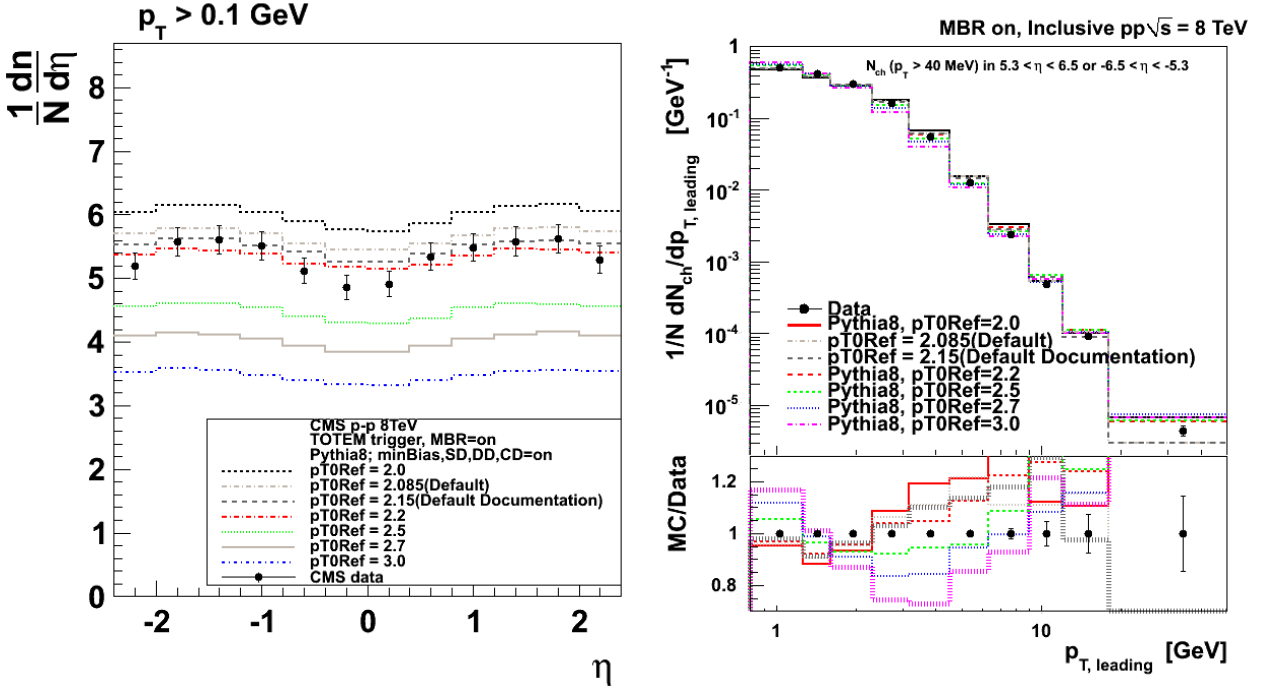 p_T > 0.1 GeV
1 dn
N dη
8
7
6
5
4
3
2
1
0
CMS p-p 8TeV
TOTEM trigger, MBR=on
Pythia8; minBias,SD,DD,CD=on
pT0Ref = 2.0
pT0Ref = 2.085(Default)
pT0Ref = 2.15(Default Documentation)
pT0Ref = 2.2
pT0Ref = 2.5
pT0Ref = 2.7
pT0Ref = 3.0
CMS data
-2 -1 0 1 2
η
MBR on, Inclusive pp√s = 8 TeV
N_ch (p_T > 40 MeV) in 5.3 < η < 6.5 or -6.5 < η < -5.3
1/N dN_ch/dp_T, leading [GeV⁻¹]
1
10⁻¹
10⁻²
10⁻³
10⁻⁴
10⁻⁵
Data
Pythia8, pT0Ref=2.0
pT0Ref = 2.085(Default)
pT0Ref = 2.15(Default Documentation)
Pythia8, pT0Ref=2.2
Pythia8, pT0Ref=2.5
Pythia8, pT0Ref=2.7
Pythia8, pT0Ref=3.0
MC/Data
1.2
1
0.8
1 10
p_T, leading [GeV]